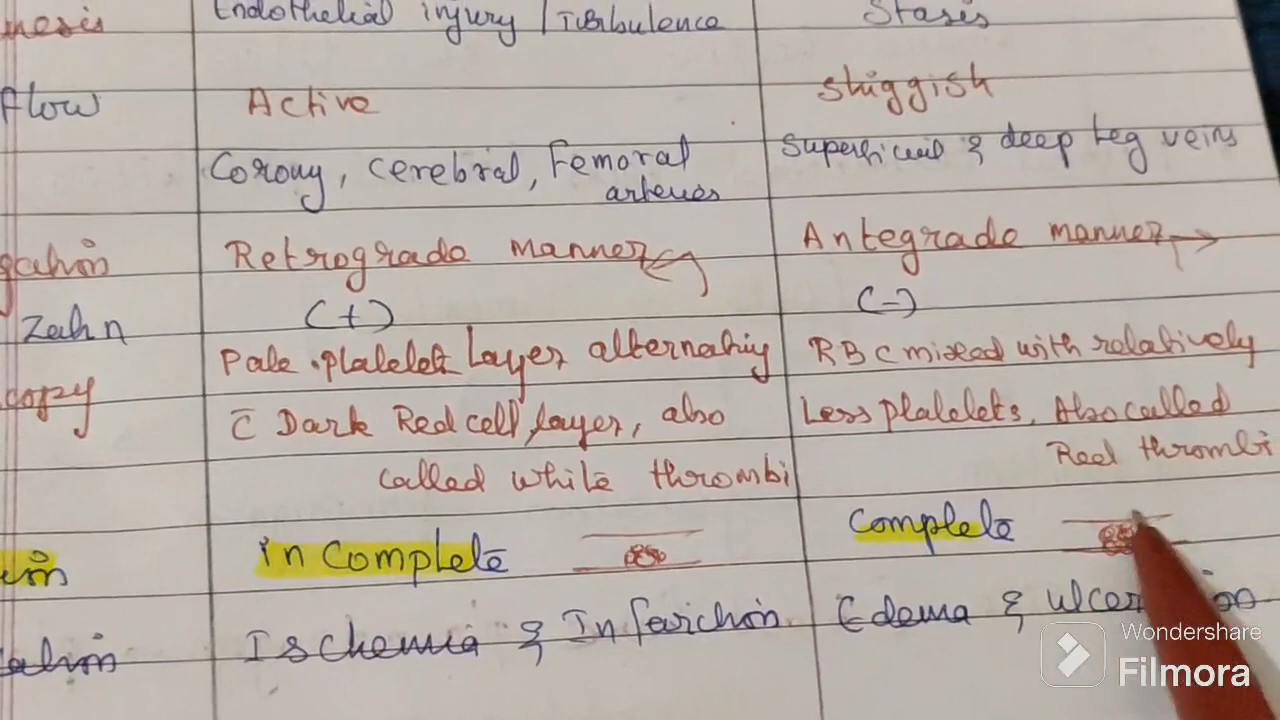 nesis Endothelial injury / Turbulence Stasis
flow Active sluggish
Corony, cerebral, Femoral superficial & deep Leg veins
arteries
gation Retrograde manner Antegrade manner
Zahn (+) (-)
copy Pale platelet Layer alternating RBC mixed with relatively
c̄ Dark Red cell layer, also Less platelets, Also called
called white thrombi Red thrombi
in complete complete
Ischemia & Infarction Edema &
Wondershare
Filmora